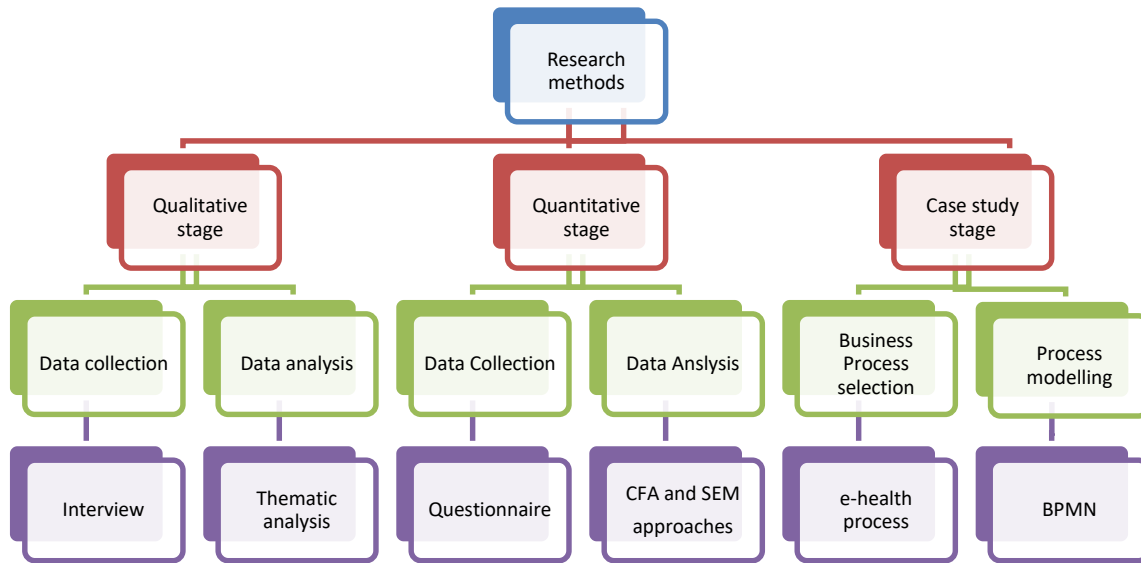 Research
methods
Qualitative
stage
Quantitative
stage
Case study
stage
Data collection
Data analysis
Data Collection
Data Anslysis
Business
Process
selection
Process
modelling
Interview
Thematic
analysis
Questionnaire
CFA and SEM
approaches
e-health
process
BPMN